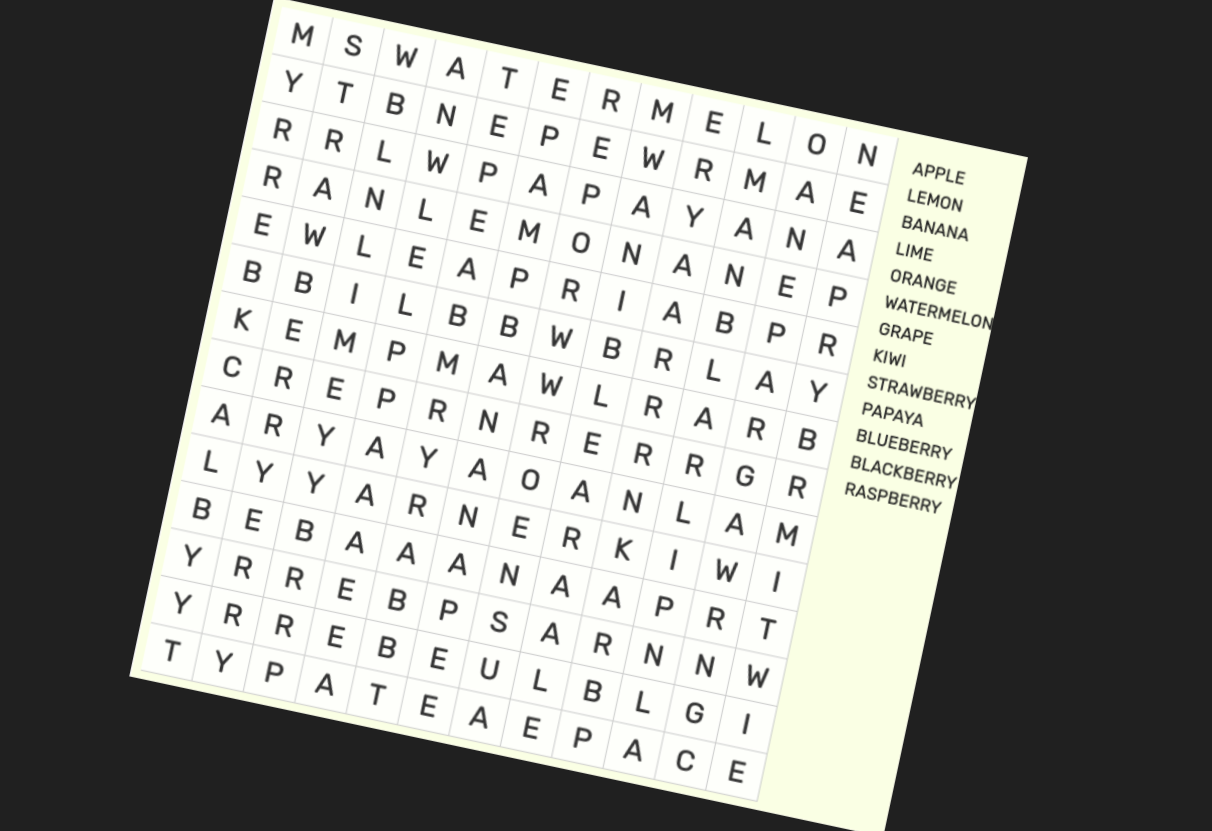 M S W A T E R M E L O N
Y T B N E P E W R M A E
R R L W P A P A Y A N A
R A N L E M O N A N E P
E W L E A P R I A B P R
B B I L B B W B R L A Y
K E M P M A W L R A R B
C R E P R N R E R R G R
A R Y A Y A O A N L A M
L Y Y A R N E R K I W I
B E B A A A N A A P R T
Y R R E B P S A R N N W
Y R R E B E U L B L G I
T Y P A T E A E P A C E
APPLE
LEMON
BANANA
LIME
ORANGE
WATERMELON
GRAPE
KIWI
STRAWBERRY
PAPAYA
BLUEBERRY
BLACKBERRY
RASPBERRY